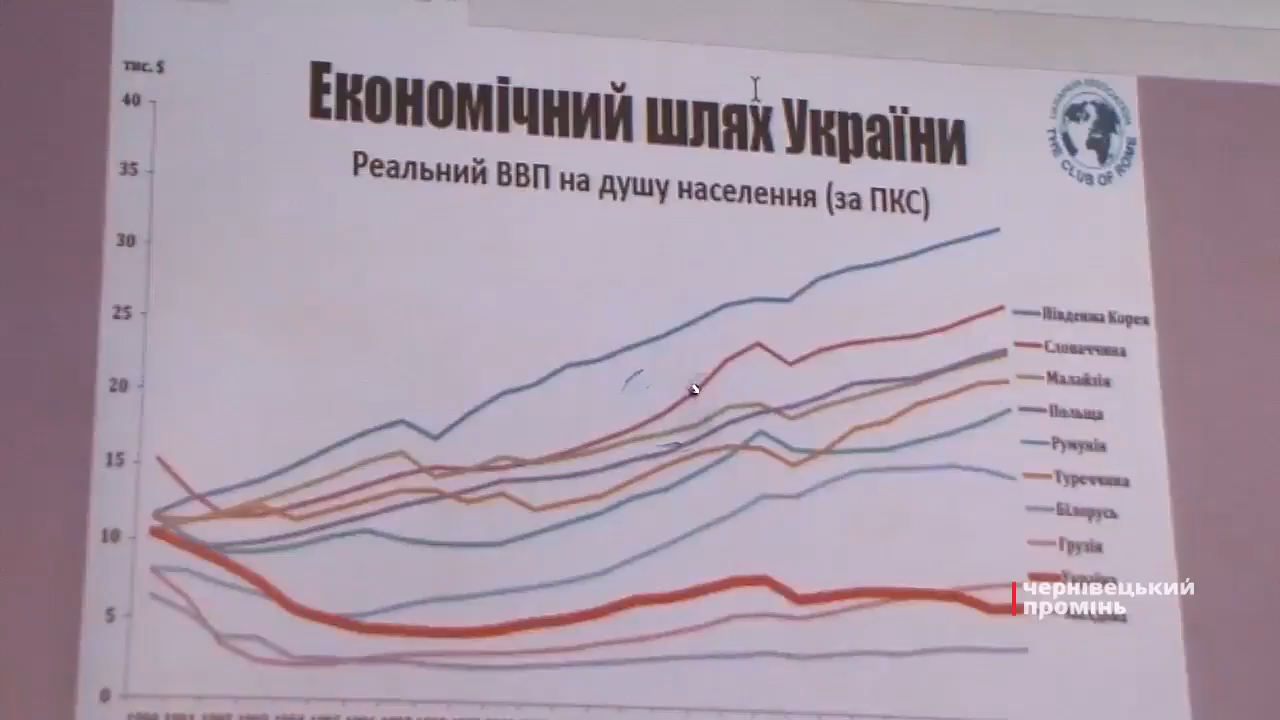 тис. $
Економічний шлях України
Реальний ВВП на душу населення (за ПКС)
THE CLUB OF ROME
40
35
30
25
20
15
10
5
0
Південна Корея
Словаччина
Малайзія
Польща
Румунія
Туреччина
Білорусь
Грузія
Україна
ЧЕРНІВЕЦЬКИЙ
ПРОМІНЬ